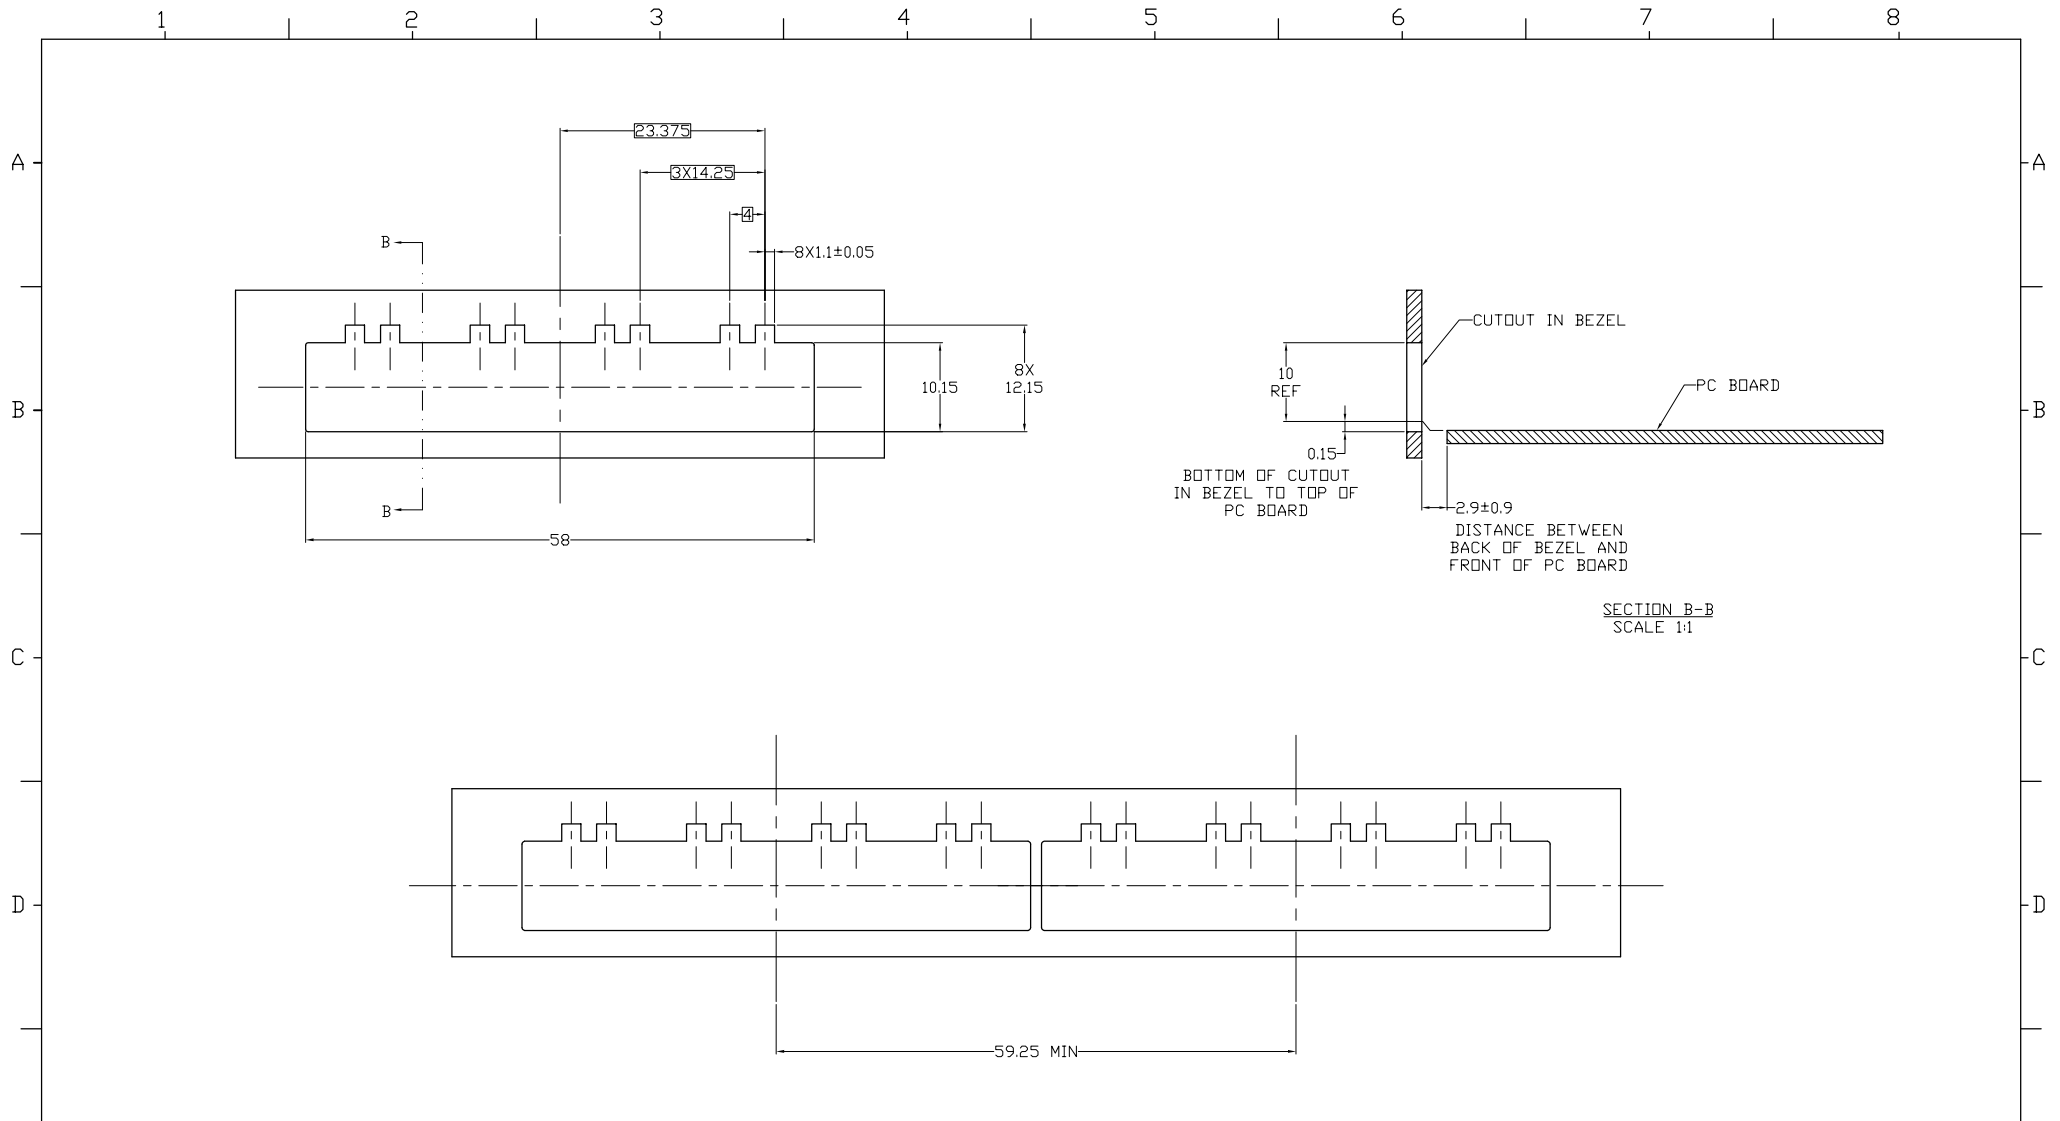 1 2 3 4 5 6 7 8
A A
B B
C C
D D
23.375
3X14.25
4
8X1.1±0.05
B
B
10.15
8X
12.15
58
CUTOUT IN BEZEL
PC BOARD
10
REF
0.15
BOTTOM OF CUTOUT
IN BEZEL TO TOP OF
PC BOARD
2.9±0.9
DISTANCE BETWEEN
BACK OF BEZEL AND
FRONT OF PC BOARD
SECTION B-B
SCALE 1:1
59.25 MIN